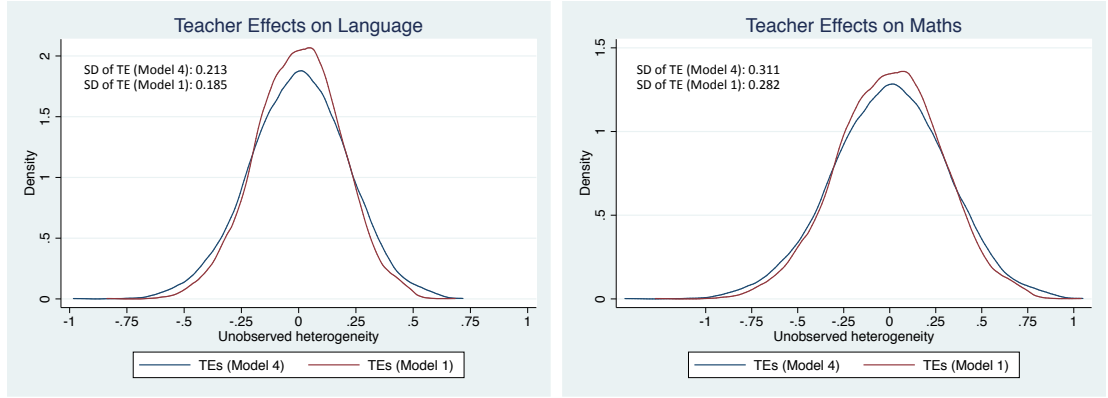 Teacher Effects on Language
SD of TE (Model 4): 0.213
SD of TE (Model 1): 0.185
Density
0
.5
1
1.5
2
-1
-.75
-.5
-.25
0
.25
.5
.75
1
Unobserved heterogeneity
TEs (Model 4)
TEs (Model 1)
Teacher Effects on Maths
SD of TE (Model 4): 0.311
SD of TE (Model 1): 0.282
Density
0
.5
1
1.5
-1
-.75
-.5
-.25
0
.25
.5
.75
1
Unobserved heterogeneity
TEs (Model 4)
TEs (Model 1)